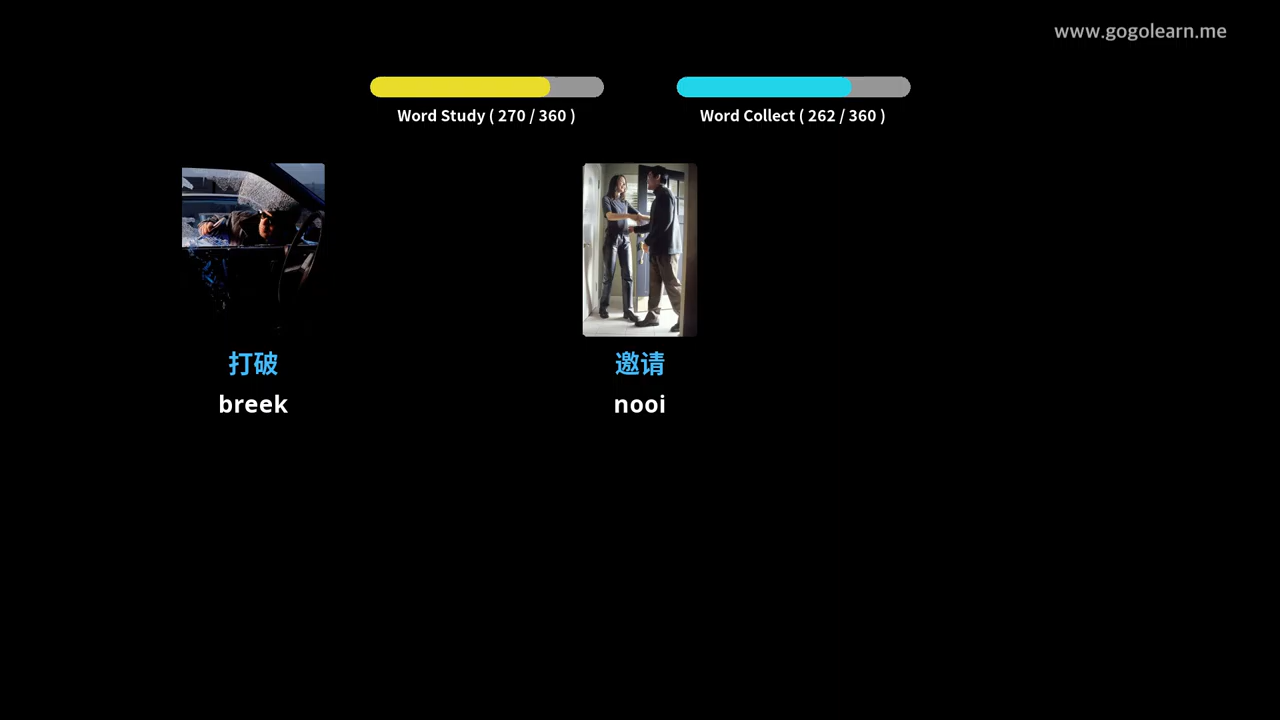 www.gogolearn.me
Word Study ( 270 / 360 )
Word Collect ( 262 / 360 )
打破
breek
邀请
nooi